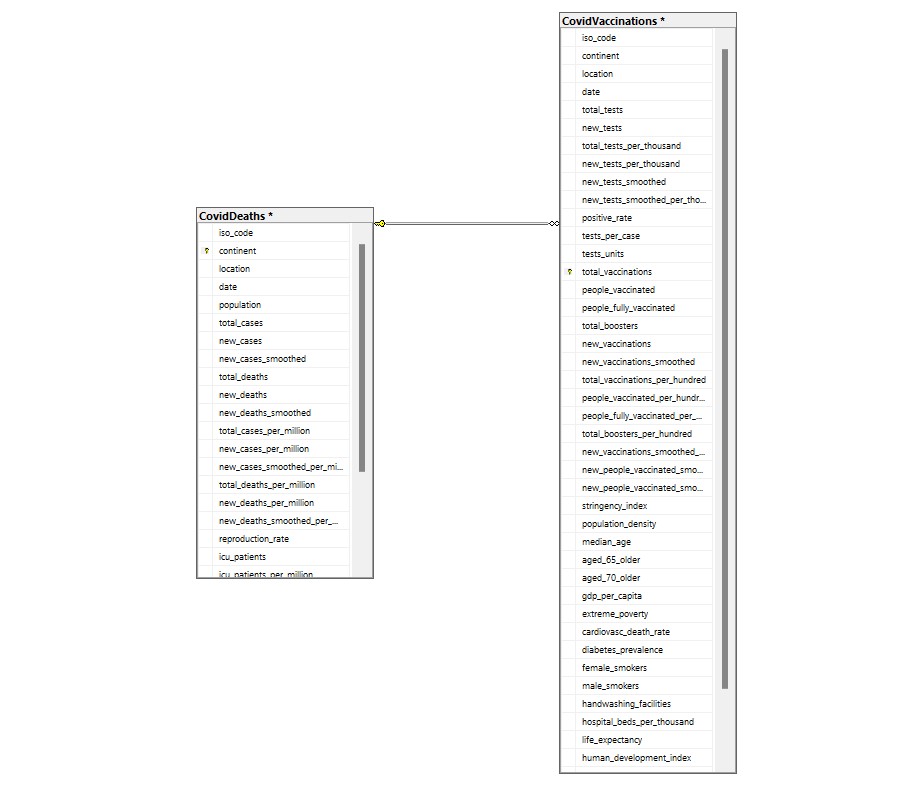 CovidDeaths *
iso_code
continent
location
date
population
total_cases
new_cases
new_cases_smoothed
total_deaths
new_deaths
new_deaths_smoothed
total_cases_per_million
new_cases_per_million
new_cases_smoothed_per_mi...
total_deaths_per_million
new_deaths_per_million
new_deaths_smoothed_per_...
reproduction_rate
icu_patients
icu_patients_per_million
CovidVaccinations *
iso_code
continent
location
date
total_tests
new_tests
total_tests_per_thousand
new_tests_per_thousand
new_tests_smoothed
new_tests_smoothed_per_tho...
positive_rate
tests_per_case
tests_units
total_vaccinations
people_vaccinated
people_fully_vaccinated
total_boosters
new_vaccinations
new_vaccinations_smoothed
total_vaccinations_per_hundred
people_vaccinated_per_hundr...
people_fully_vaccinated_per_...
total_boosters_per_hundred
new_vaccinations_smoothed_...
new_people_vaccinated_smo...
new_people_vaccinated_smo...
stringency_index
population_density
median_age
aged_65_older
aged_70_older
gdp_per_capita
extreme_poverty
cardiovasc_death_rate
diabetes_prevalence
female_smokers
male_smokers
handwashing_facilities
hospital_beds_per_thousand
life_expectancy
human_development_index